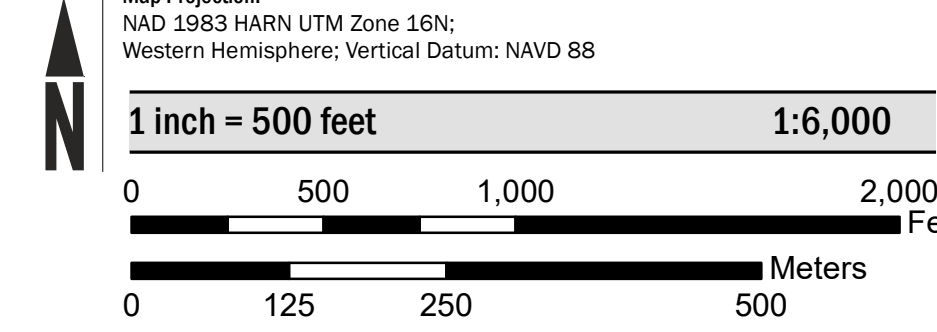 Map Projection:
NAD 1983 HARN UTM Zone 16N;
Western Hemisphere; Vertical Datum: NAVD 88
N
1 inch = 500 feet 1:6,000
0 500 1,000 2,000
Fe
Meters
0 125 250 500